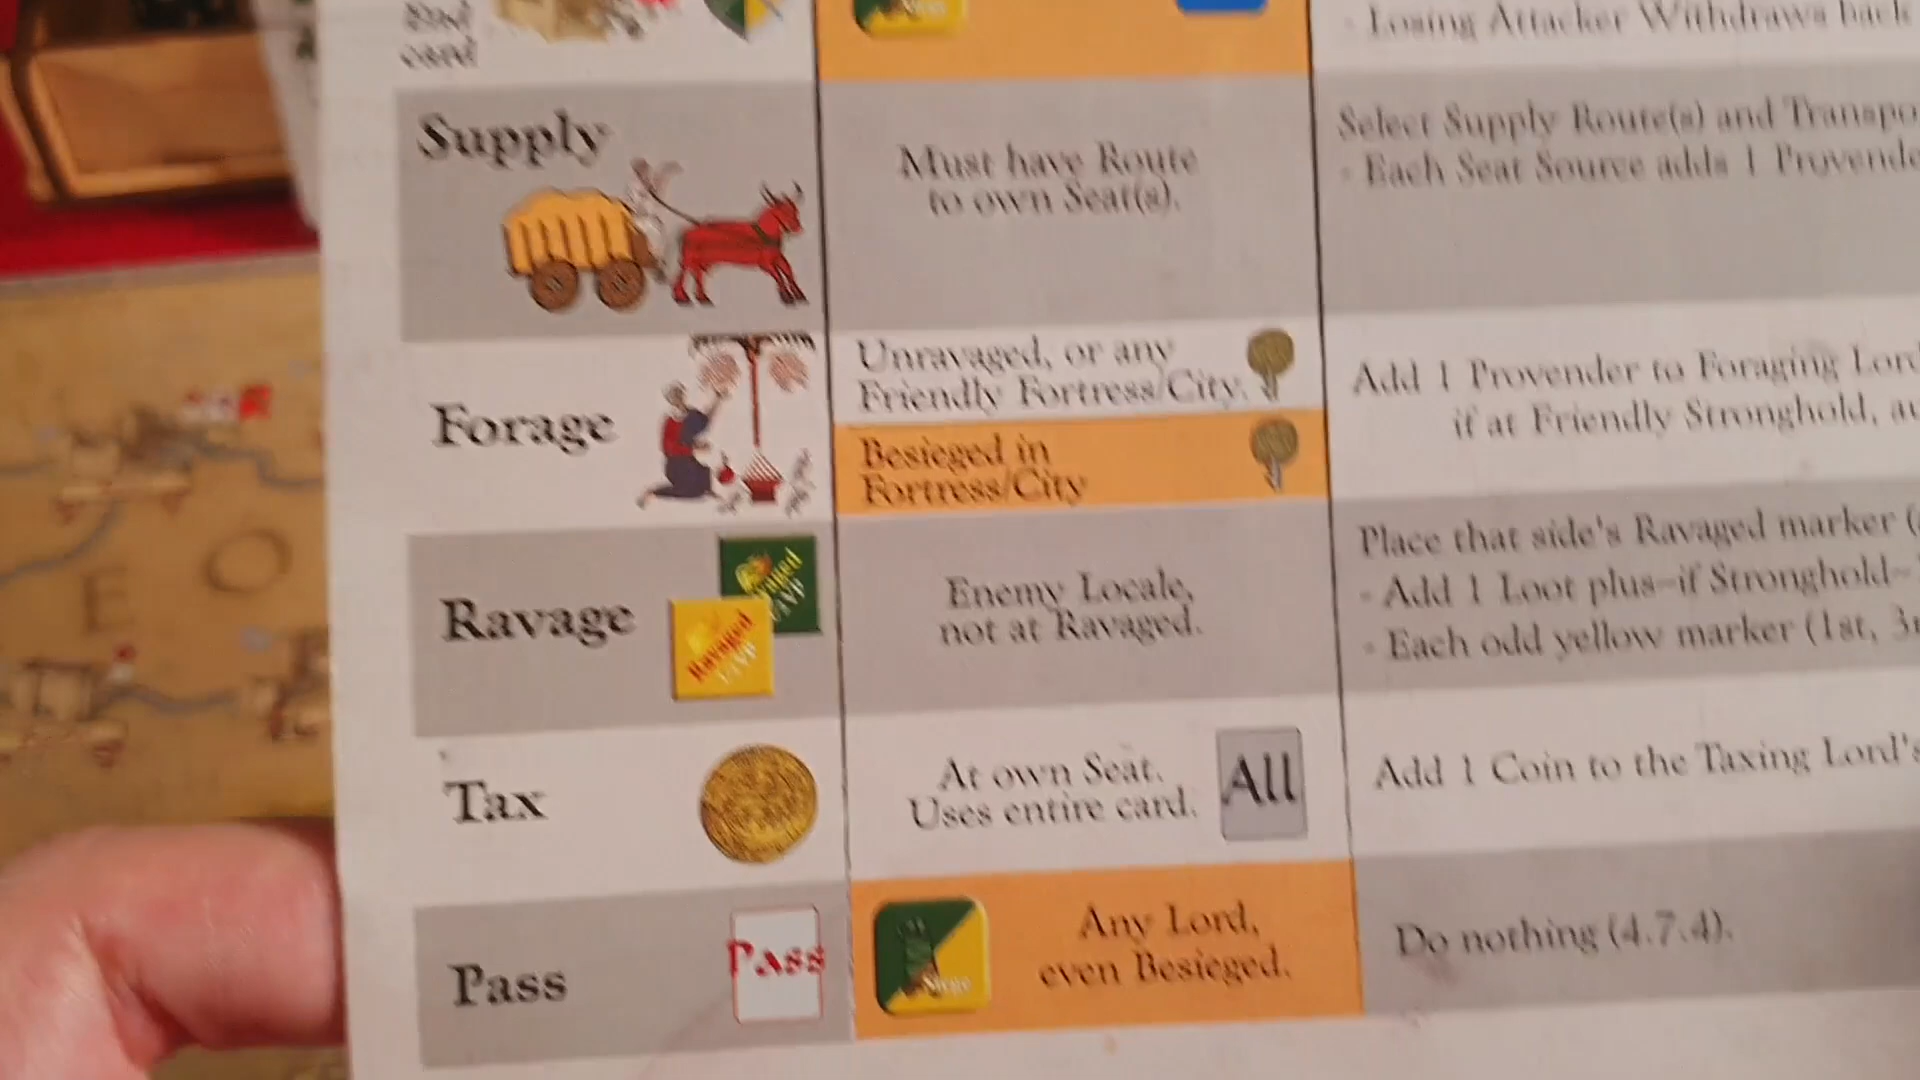 End
card
- Losing Attacker Withdraws back
Supply
Must have Route
to own Seat(s).
Select Supply Route(s) and
- Each Seat Source adds 1
Forage
Unravaged, or any
Friendly Fortress/City.
Besieged in
Fortress/City
Add 1 Provender to Foraging
if at Friendly Stronghold,
Ravage
Ravaged
Enemy Locale,
not at Ravaged.
Place that side's Ravaged marker
- Add 1 Loot plus–if Stronghold–
- Each odd yellow marker (1st,
Tax
At own Seat.
Uses entire card.
All
Add 1 Coin to the Taxing Lord's
Pass
Pass
Siege
Any Lord,
even Besieged.
Do nothing (4.7.4).
E O